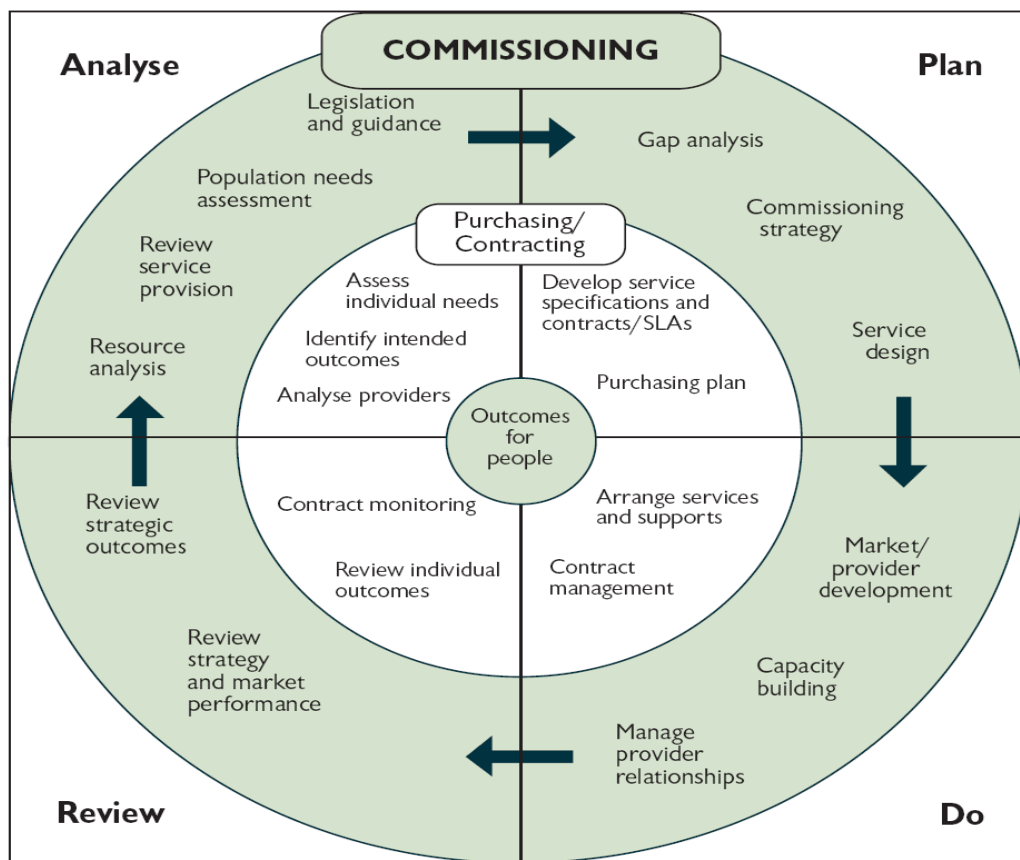 COMMISSIONING
Analyse
Plan
Legislation
and guidance
Population needs
assessment
Review
service
provision
Resource
analysis
Gap analysis
Commissioning
strategy
Service
design
Purchasing/
Contracting
Assess
individual needs
Identify intended
outcomes
Analyse providers
Develop service
specifications and
contracts/SLAs
Purchasing plan
Outcomes
for
people
Contract monitoring
Review individual
outcomes
Arrange services
and supports
Contract
management
Review
strategic
outcomes
Review
strategy
and market
performance
Market/
provider
development
Capacity
building
Manage
provider
relationships
Review
Do